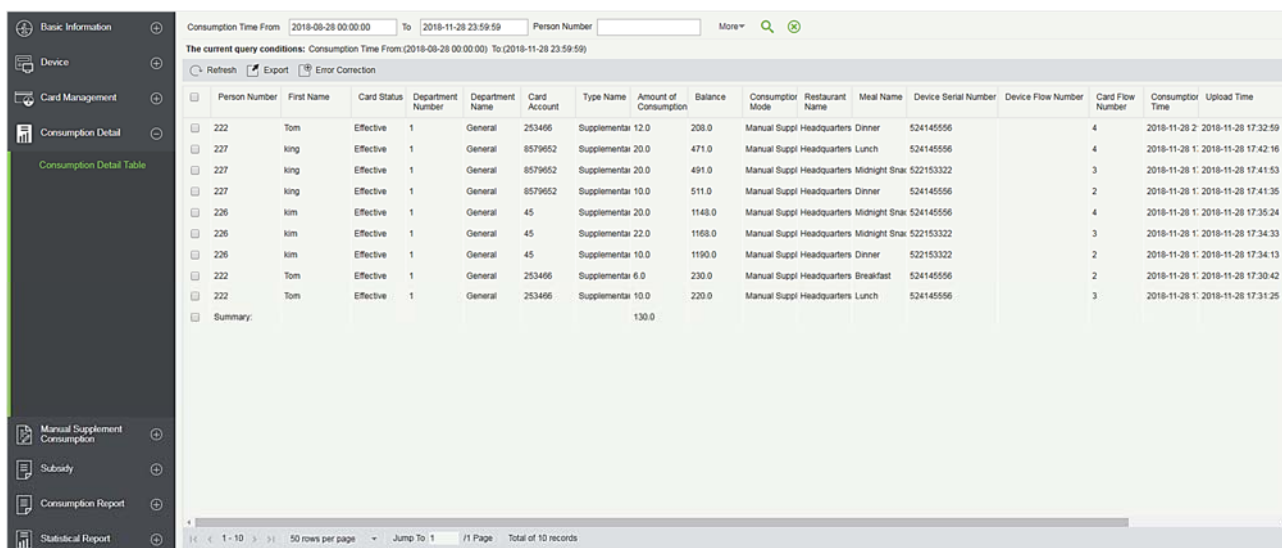 Basic Information
Device
Card Management
Consumption Detail
Consumption Detail Table
Manual Supplement
Consumption
Subsidy
Consumption Report
Statistical Report
Consumption Time From 2018-08-28 00:00:00 To 2018-11-28 23:59:59 Person Number More
The current query conditions: Consumption Time From:(2018-08-28 00:00:00) To:(2018-11-28 23:59:59)
Refresh Export Error Correction
Person Number First Name Card Status Department Number Department Name Card Account Type Name Amount of Consumption Balance Consumption Mode Restaurant Name Meal Name Device Serial Number Device Flow Number Card Flow Number Consumption Time Upload Time
222 Tom Effective 1 General 253466 Supplementar 12.0 208.0 Manual Suppl Headquarters Dinner 524145556 4 2018-11-28 2 2018-11-28 17:32:59
227 king Effective 1 General 8579652 Supplementar 20.0 471.0 Manual Suppl Headquarters Lunch 524145556 4 2018-11-28 1 2018-11-28 17:42:16
227 king Effective 1 General 8579652 Supplementar 20.0 491.0 Manual Suppl Headquarters Midnight Snac 522153322 3 2018-11-28 1 2018-11-28 17:41:53
227 king Effective 1 General 8579652 Supplementar 10.0 511.0 Manual Suppl Headquarters Dinner 524145556 2 2018-11-28 1 2018-11-28 17:41:35
226 kim Effective 1 General 45 Supplementar 20.0 1148.0 Manual Suppl Headquarters Midnight Snac 524145556 4 2018-11-28 1 2018-11-28 17:35:24
226 kim Effective 1 General 45 Supplementar 22.0 1168.0 Manual Suppl Headquarters Midnight Snac 522153322 3 2018-11-28 1 2018-11-28 17:34:33
226 kim Effective 1 General 45 Supplementar 10.0 1190.0 Manual Suppl Headquarters Dinner 522153322 2 2018-11-28 1 2018-11-28 17:34:13
222 Tom Effective 1 General 253466 Supplementar 6.0 230.0 Manual Suppl Headquarters Breakfast 524145556 2 2018-11-28 1 2018-11-28 17:30:42
222 Tom Effective 1 General 253466 Supplementar 10.0 220.0 Manual Suppl Headquarters Lunch 524145556 3 2018-11-28 1 2018-11-28 17:31:25
Summary: 130.0
1 - 10 50 rows per page Jump To 1 /1 Page Total of 10 records